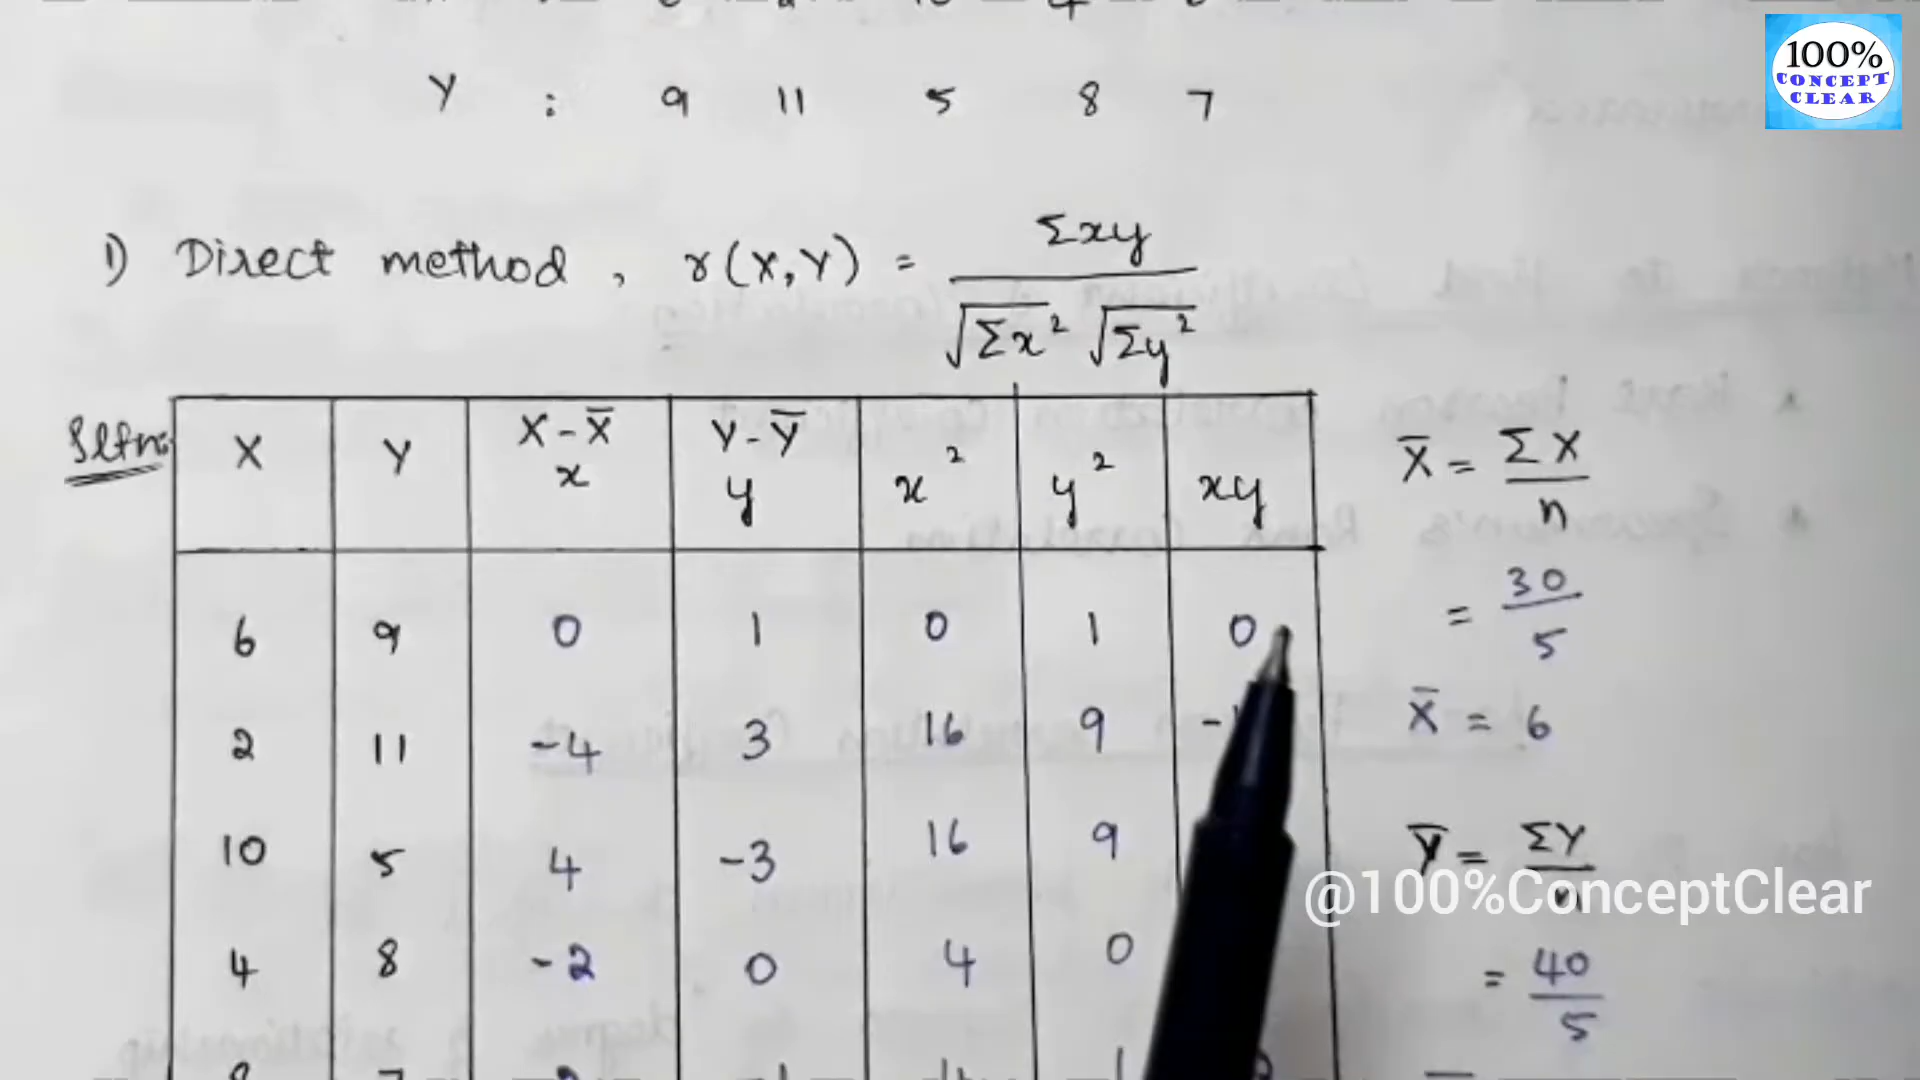 100%
CONCEPT
CLEAR
Y : 9 11 5 8 7
1) Direct method, r(X,Y) = Σxy / √Σx² √Σy²
Soltn:
X Y X-X̄ x Y-Ȳ y x² y² xy
6 9 0 1 0 1 0
2 11 -4 3 16 9
10 5 4 -3 16 9
4 8 -2 0 4 0
X̄ = ΣX / n
= 30 / 5
X̄ = 6
Ȳ = ΣY / n
@100%ConceptClear
= 40 / 5